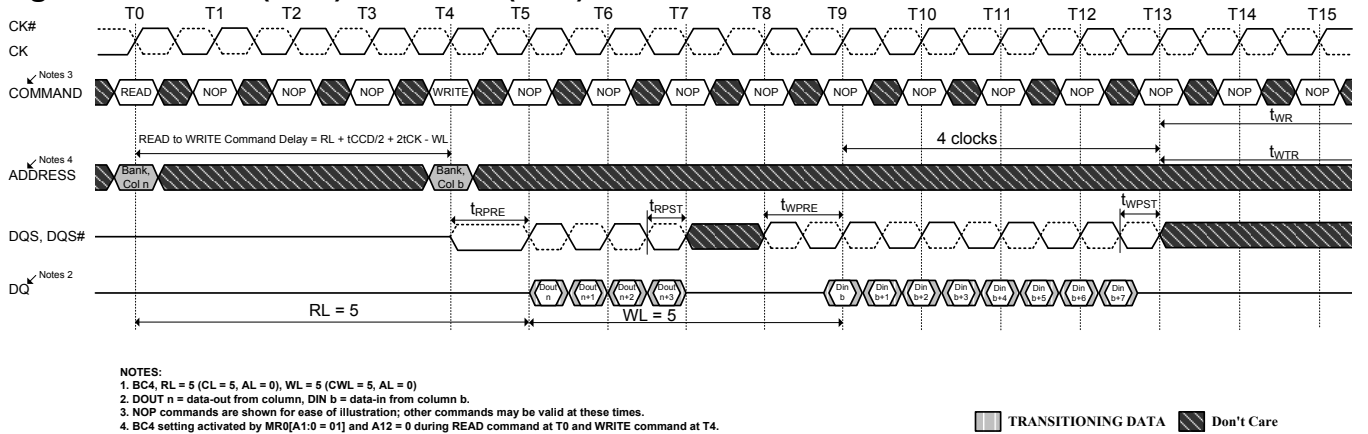 T0 T1 T2 T3 T4 T5 T6 T7 T8 T9 T10 T11 T12 T13 T14 T15
CK#
CK
Notes 3
COMMAND READ NOP NOP NOP WRITE NOP NOP NOP NOP NOP NOP NOP NOP NOP NOP NOP
tWR
READ to WRITE Command Delay = RL + tCCD/2 + 2tCK - WL
4 clocks
tWTR
Notes 4
ADDRESS Bank, Col n Bank, Col b
tRPRE tRPST tWPRE tWPST
DQS, DQS#
Notes 2
DQ Dout n Dout n+1 Dout n+2 Dout n+3 Din b Din b+1 Din b+2 Din b+3 Din b+4 Din b+5 Din b+6 Din b+7
RL = 5 WL = 5
NOTES:
1. BC4, RL = 5 (CL = 5, AL = 0), WL = 5 (CWL = 5, AL = 0)
2. DOUT n = data-out from column, DIN b = data-in from column b.
3. NOP commands are shown for ease of illustration; other commands may be valid at these times.
4. BC4 setting activated by MR0[A1:0 = 01] and A12 = 0 during READ command at T0 and WRITE command at T4.
TRANSITIONING DATA Don't Care